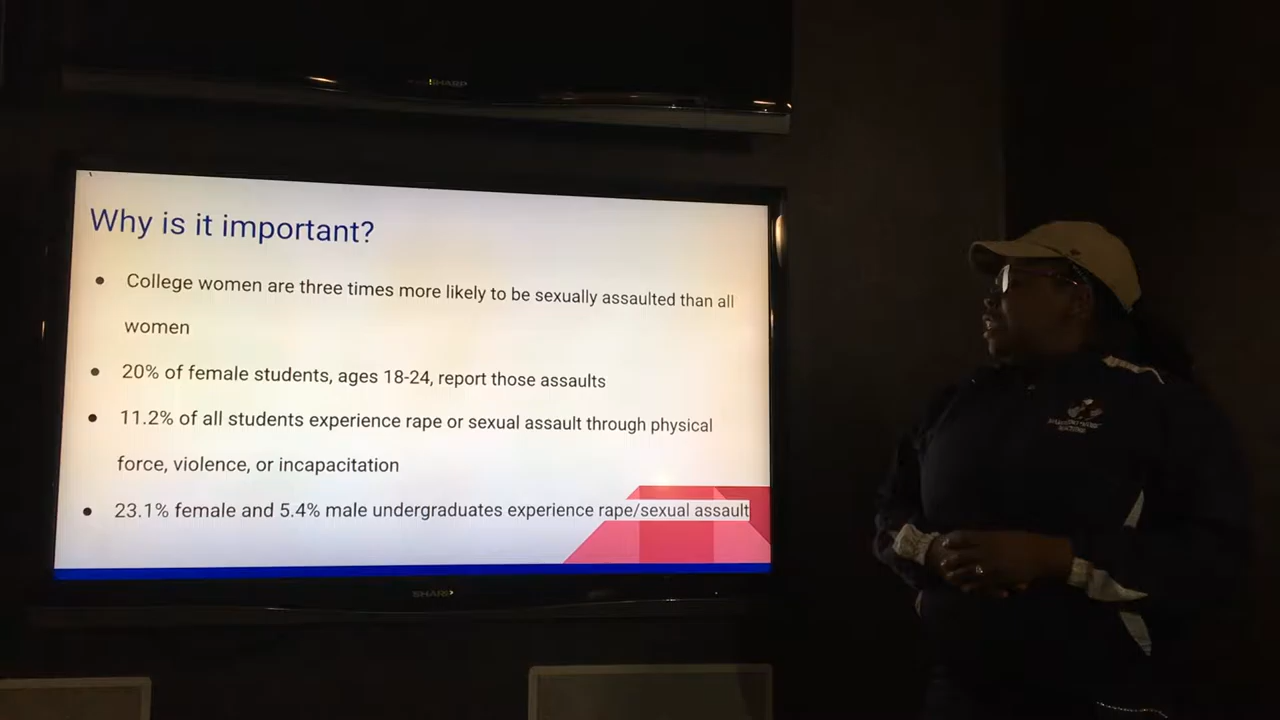 SHARP
Why is it important?
● College women are three times more likely to be sexually assaulted than all
women
● 20% of female students, ages 18-24, report those assaults
● 11.2% of all students experience rape or sexual assault through physical
force, violence, or incapacitation
● 23.1% female and 5.4% male undergraduates experience rape/sexual assault
SHARP